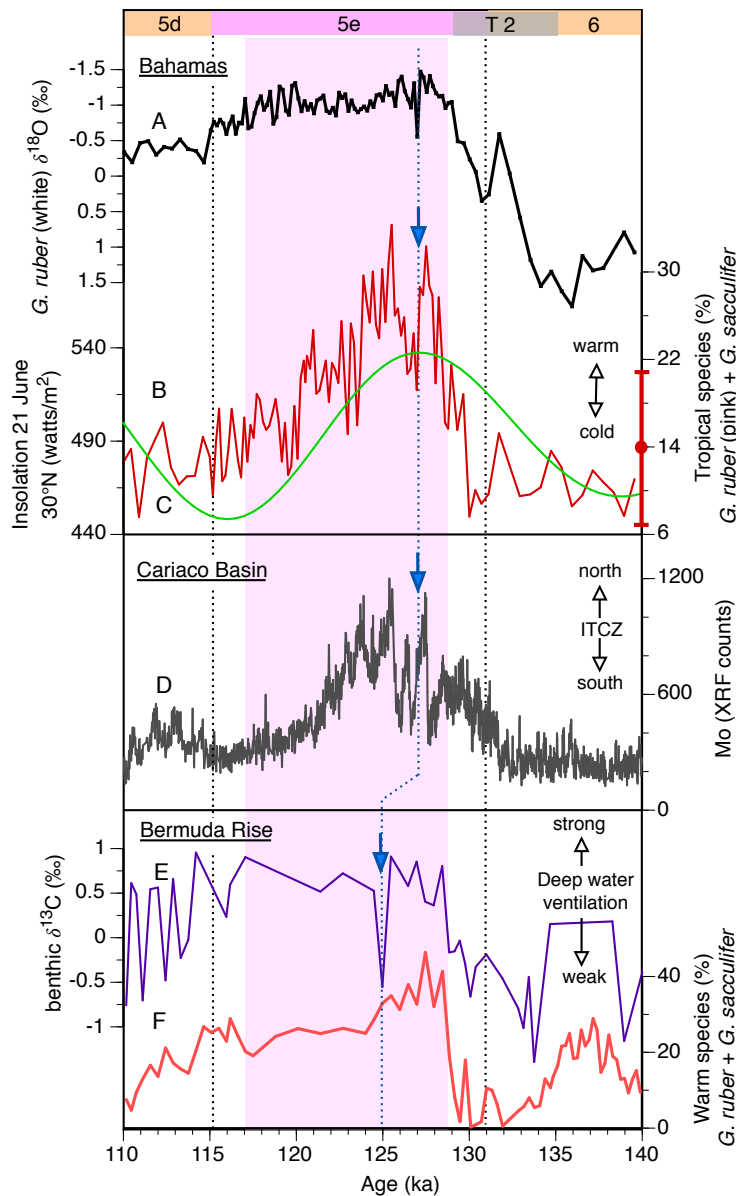 5d 5e T 2 6
Bahamas
A
-1.5
-1
-0.5
0
0.5
1
1.5
G. ruber (white) δ18O (‰)
30
22
14
6
Tropical species (%)
G. ruber (pink) + G. sacculifer
warm
cold
540
490
440
Insolation 21 June
30°N (watts/m2)
B
C
Cariaco Basin
north
ITCZ
south
1200
600
0
Mo (XRF counts)
D
Bermuda Rise
strong
Deep water
ventilation
weak
1
0.5
0
-0.5
-1
benthic δ13C (‰)
E
F
40
20
0
Warm species (%)
G. ruber + G. sacculifer
110 115 120 125 130 135 140
Age (ka)